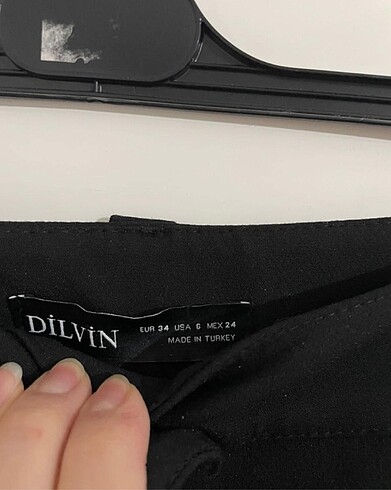 DİLVİN
EUR 34 USA 6 MEX 24
MADE IN TURKEY